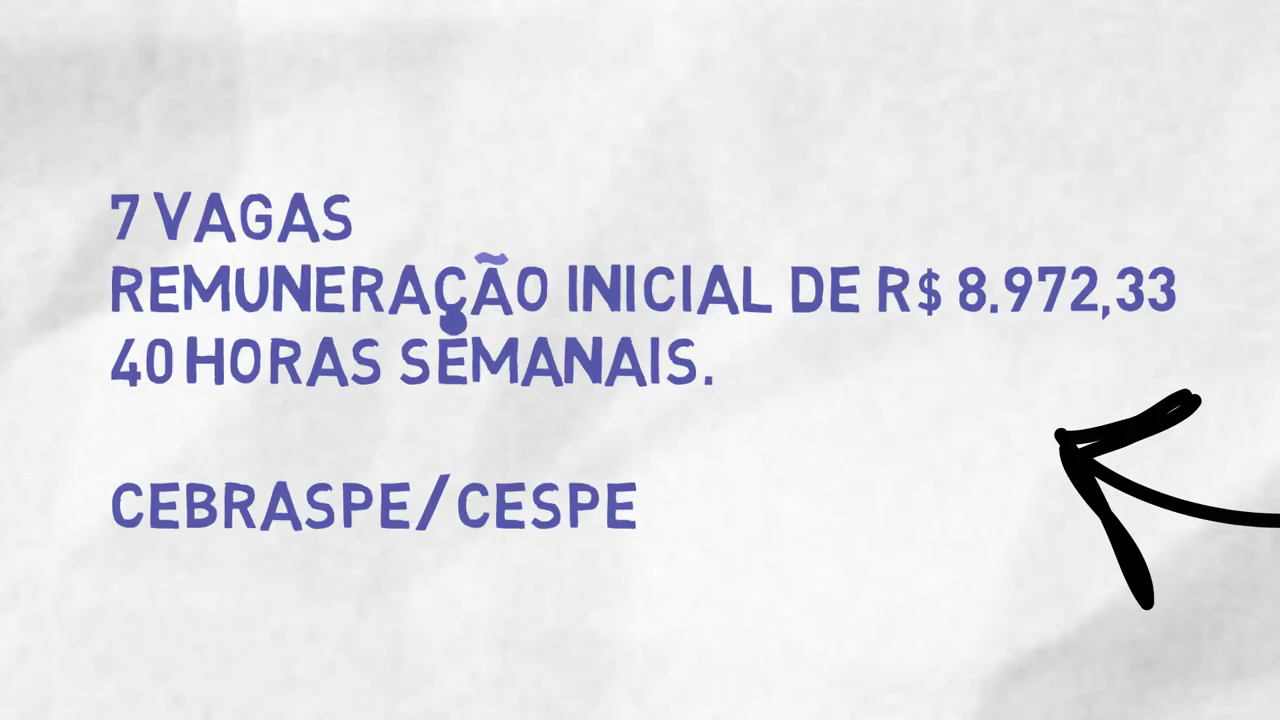 7 VAGAS
REMUNERAÇÃO INICIAL DE R$ 8.972,33
40 HORAS SEMANAIS.
CEBRASPE/CESPE